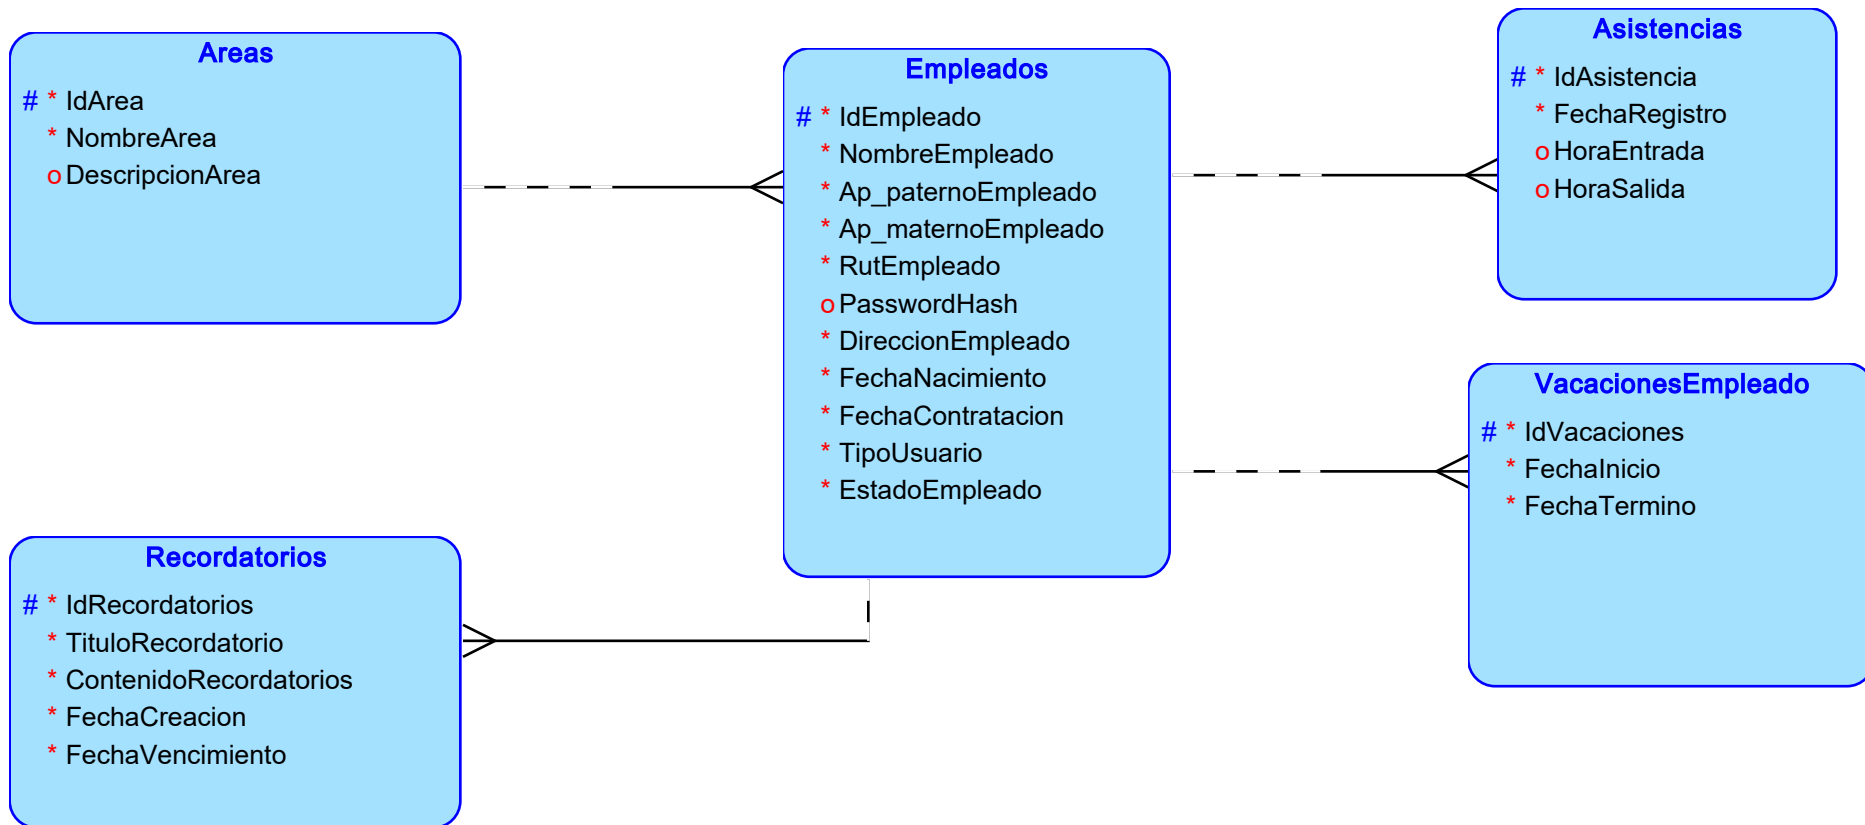 Areas
# * IdArea
* NombreArea
o DescripcionArea
Empleados
# * IdEmpleado
* NombreEmpleado
* Ap_paternoEmpleado
* Ap_maternoEmpleado
* RutEmpleado
o PasswordHash
* DireccionEmpleado
* FechaNacimiento
* FechaContratacion
* TipoUsuario
* EstadoEmpleado
Asistencias
# * IdAsistencia
* FechaRegistro
o HoraEntrada
o HoraSalida
VacacionesEmpleado
# * IdVacaciones
* FechaInicio
* FechaTermino
Recordatorios
# * IdRecordatorios
* TituloRecordatorio
* ContenidoRecordatorios
* FechaCreacion
* FechaVencimiento